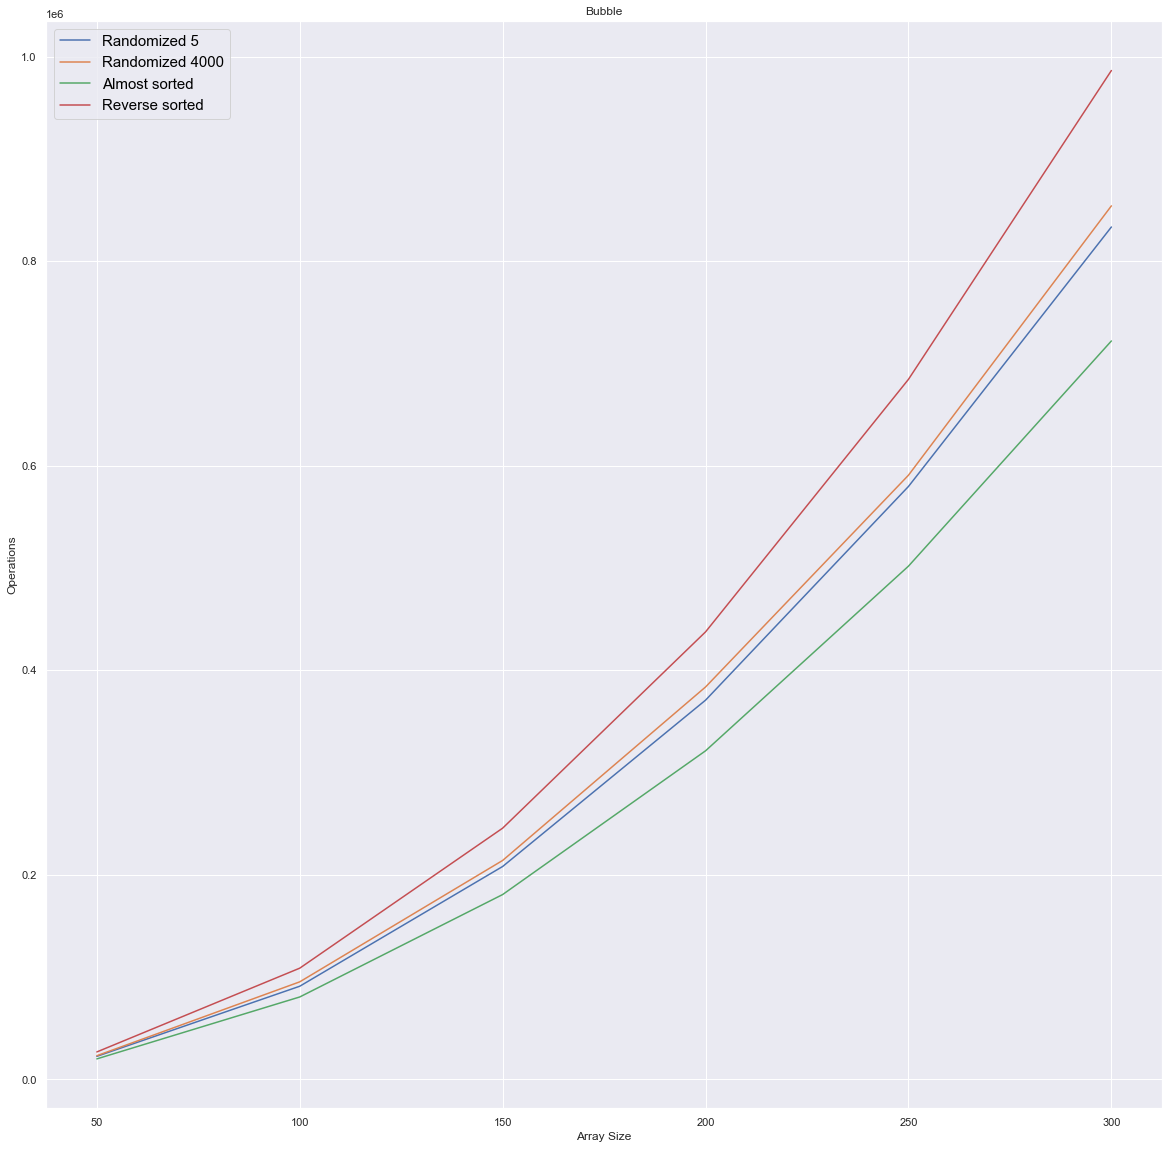 Bubble
1e6
Randomized 5
Randomized 4000
Almost sorted
Reverse sorted
1.0
0.8
0.6
0.4
0.2
0.0
Operations
50 100 150 200 250 300
Array Size